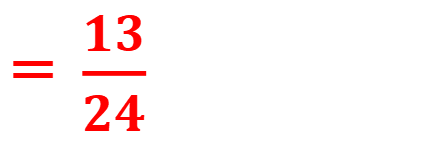 = 13/24